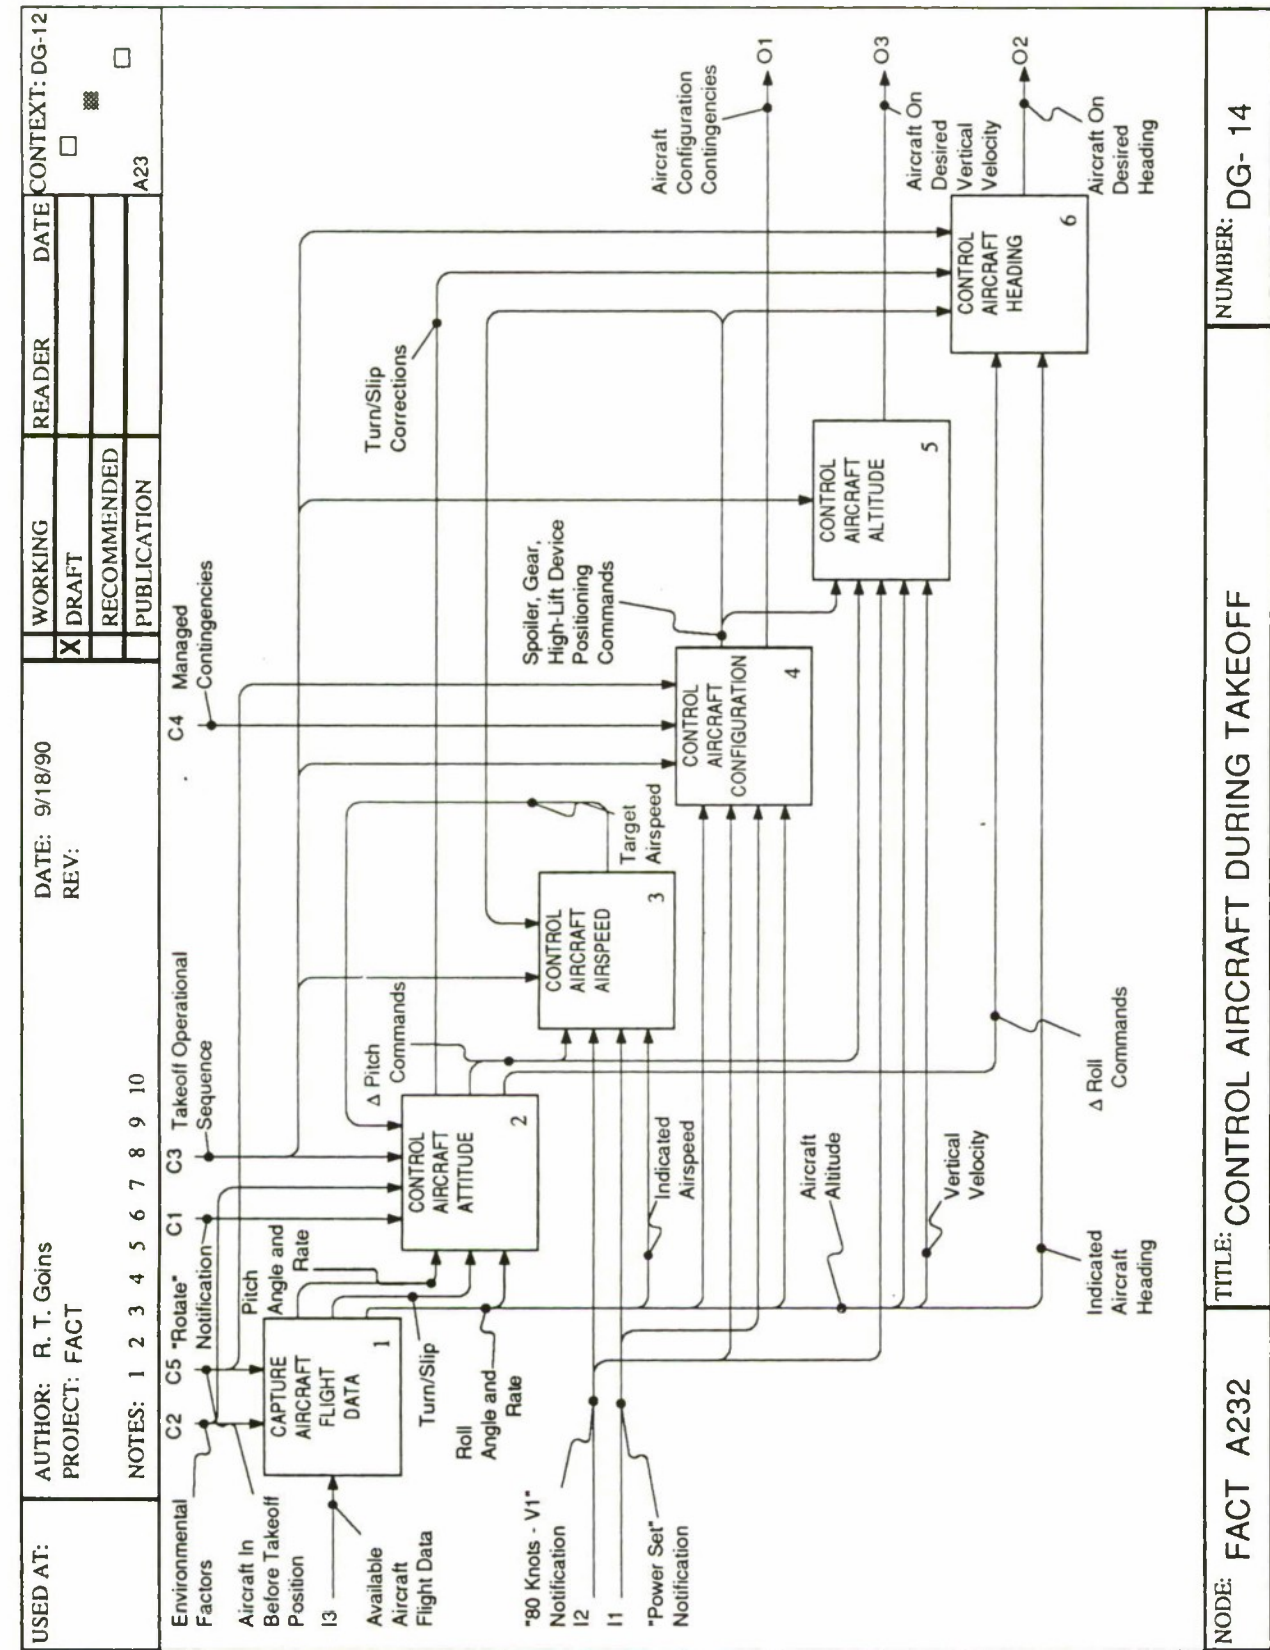 USED AT:
AUTHOR: R. T. Goins
PROJECT: FACT
NOTES: 1 2 3 4 5 6 7 8 9 10
DATE: 9/18/90
REV:
WORKING
X DRAFT
RECOMMENDED
PUBLICATION
READER DATE
CONTEXT: DG-12
A23
C2
C5
"Rotate"
Notification
C1
C3
Takeoff Operational
Sequence
C4
Managed
Contingencies
Environmental
Factors
Aircraft In
Before Takeoff
Position
I3
Available
Aircraft
Flight Data
CAPTURE
AIRCRAFT
FLIGHT
DATA
1
Pitch
Angle and
Rate
Turn/Slip
Roll
Angle and
Rate
CONTROL
AIRCRAFT
ATTITUDE
2
Δ Pitch
Commands
CONTROL
AIRCRAFT
AIRSPEED
3
Target
Airspeed
Turn/Slip
Corrections
CONTROL
AIRCRAFT
CONFIGURATION
4
Spoiler, Gear,
High-Lift Device
Positioning
Commands
CONTROL
AIRCRAFT
ALTITUDE
5
CONTROL
AIRCRAFT
HEADING
6
Aircraft
Configuration
Contingencies
O1
O3
Aircraft On
Desired
Vertical
Velocity
O2
Aircraft On
Desired
Heading
"80 Knots - V1"
Notification
I2
I1
"Power Set"
Notification
Indicated
Airspeed
Aircraft
Altitude
Vertical
Velocity
Indicated
Aircraft
Heading
Δ Roll
Commands
NODE: FACT A232
TITLE: CONTROL AIRCRAFT DURING TAKEOFF
NUMBER: DG- 14